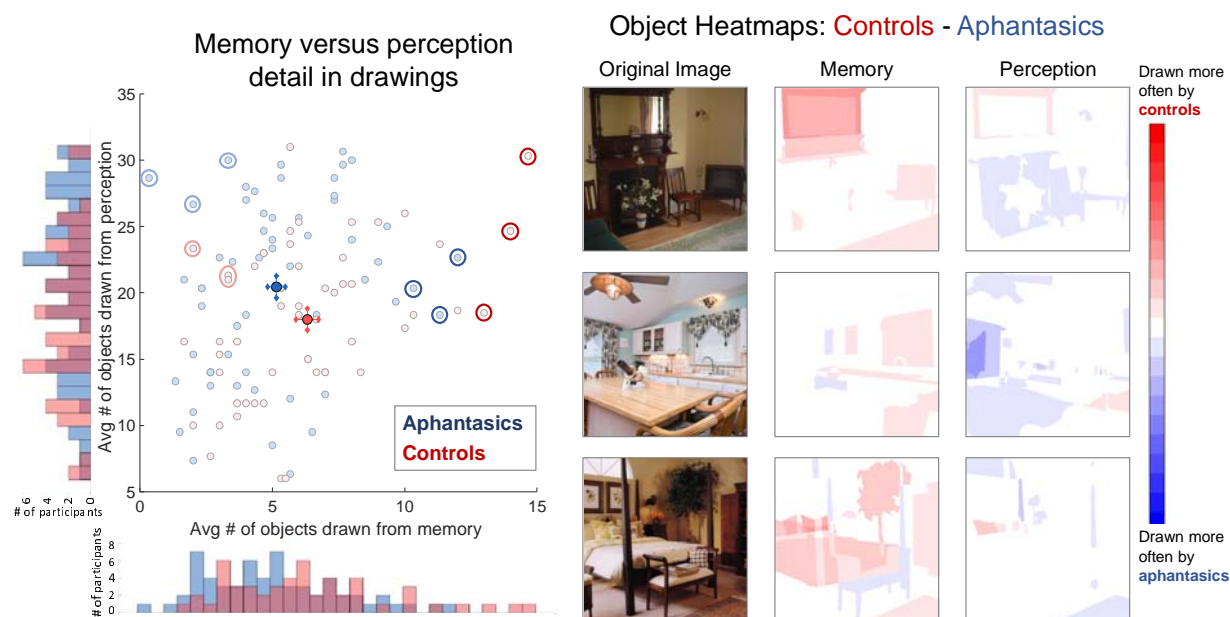 Memory versus perception
detail in drawings
35
30
25
20
15
10
5
0
5
10
15
Avg # of objects drawn from perception
Avg # of objects drawn from memory
Aphantasics
Controls
6
4
2
0
# of participants
8
6
4
2
0
# of participants
Object Heatmaps: Controls - Aphantasics
Original Image
Memory
Perception
Drawn more
often by
controls
Drawn more
often by
aphantasics